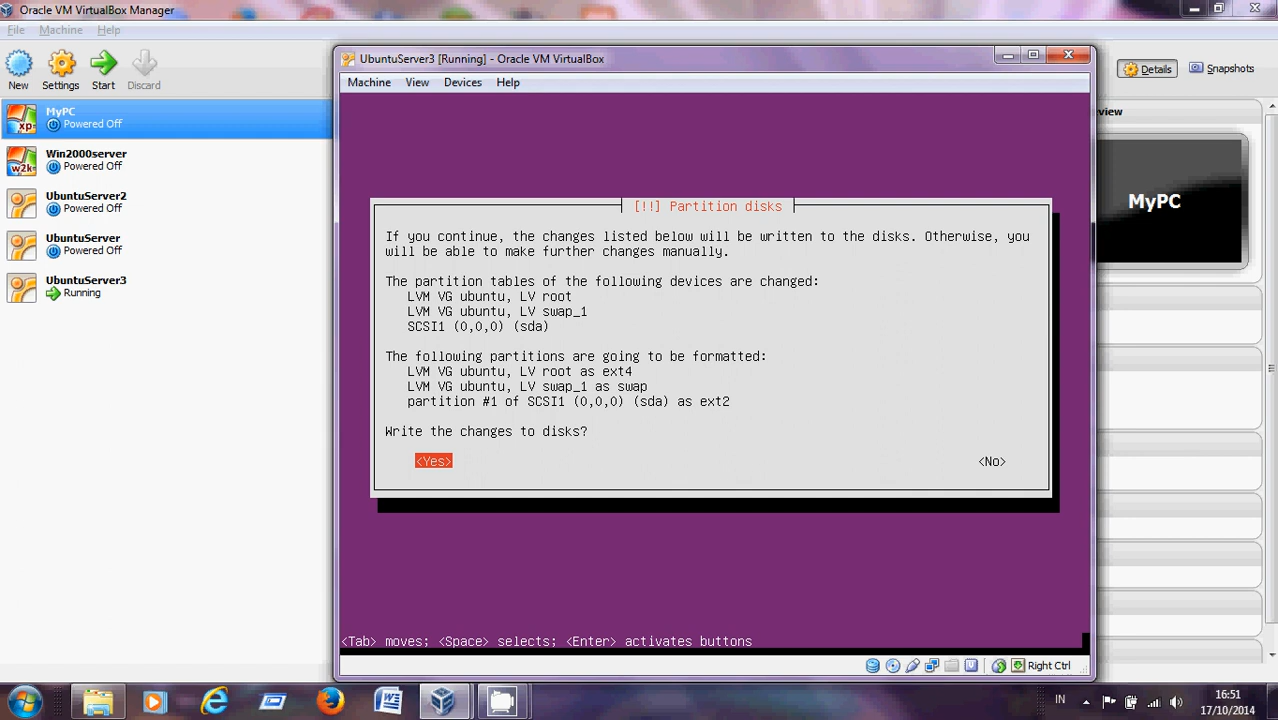 Oracle VM VirtualBox Manager
File Machine Help
New Settings Start Discard
Details Snapshots
MyPC
Powered Off
Win2000server
Powered Off
UbuntuServer2
Powered Off
UbuntuServer
Powered Off
UbuntuServer3
Running
xp
w2k
view
MyPC
UbuntuServer3 [Running] - Oracle VM VirtualBox
Machine View Devices Help
[!!] Partition disks
If you continue, the changes listed below will be written to the disks. Otherwise, you
will be able to make further changes manually.
The partition tables of the following devices are changed:
LVM VG ubuntu, LV root
LVM VG ubuntu, LV swap_1
SCSI1 (0,0,0) (sda)
The following partitions are going to be formatted:
LVM VG ubuntu, LV root as ext4
LVM VG ubuntu, LV swap_1 as swap
partition #1 of SCSI1 (0,0,0) (sda) as ext2
Write the changes to disks?
<Yes> <No>
<Tab> moves; <Space> selects; <Enter> activates buttons
Right Ctrl
IN
16:51
17/10/2014